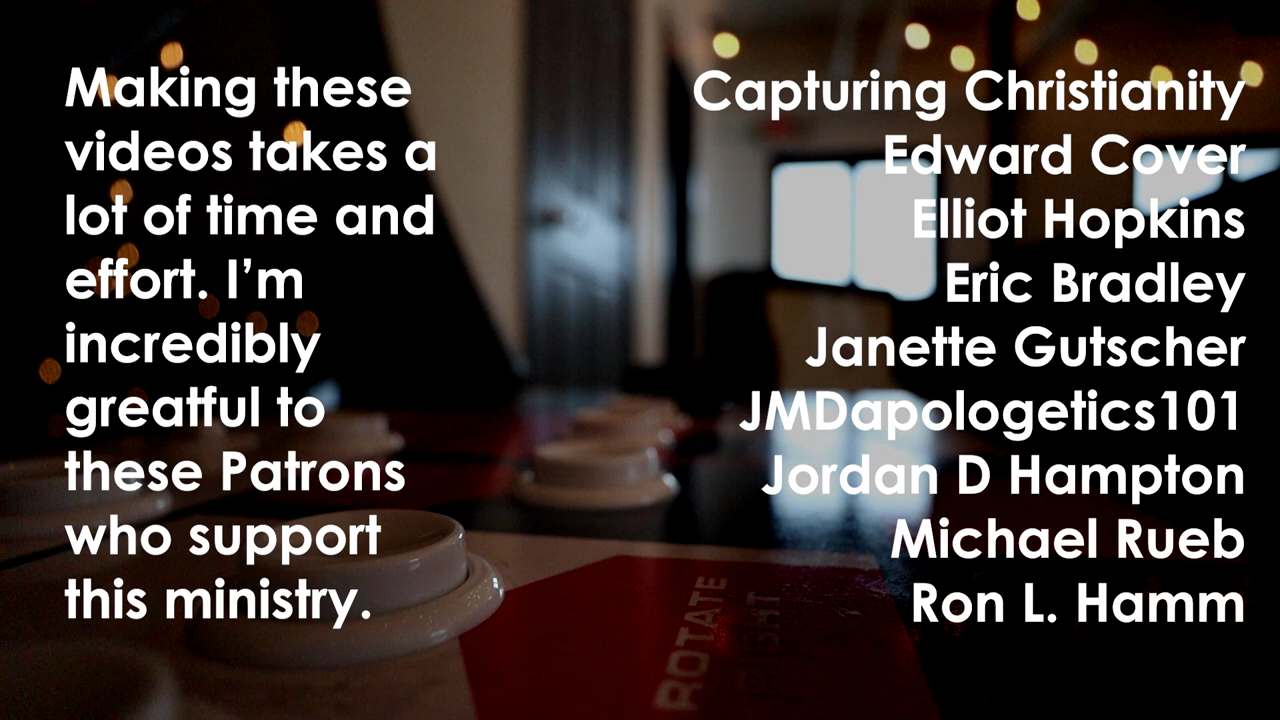 Making these
videos takes a
lot of time and
effort. I’m
incredibly
greatful to
these Patrons
who support
this ministry.
Capturing Christianity
Edward Cover
Elliot Hopkins
Eric Bradley
Janette Gutscher
JMDapologetics101
Jordan D Hampton
Michael Rueb
Ron L. Hamm
ROTATE
RIGHT